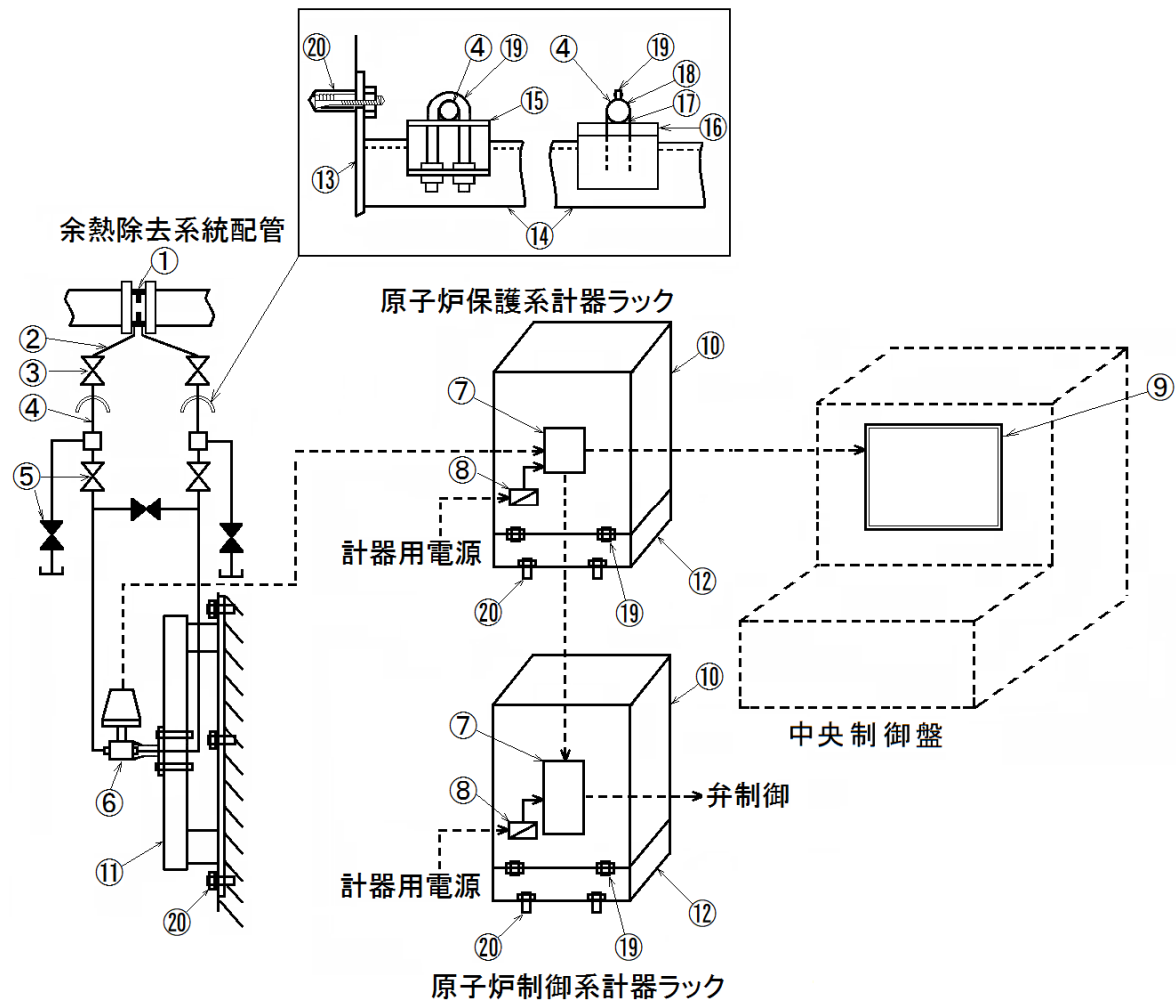 ⑳ ④ ⑲ ④ ⑲
⑱
⑮ ⑰ ⑯
⑬
⑭
余熱除去系統配管
①
原子炉保護系計器ラック
②
③
④
⑤
⑩
⑦
⑧
⑨
計器用電源
⑫
⑳ ⑲
⑥
⑪
⑳
⑩
⑦
中央制御盤
⑧
弁制御
計器用電源
⑫
⑳ ⑲
原子炉制御系計器ラック